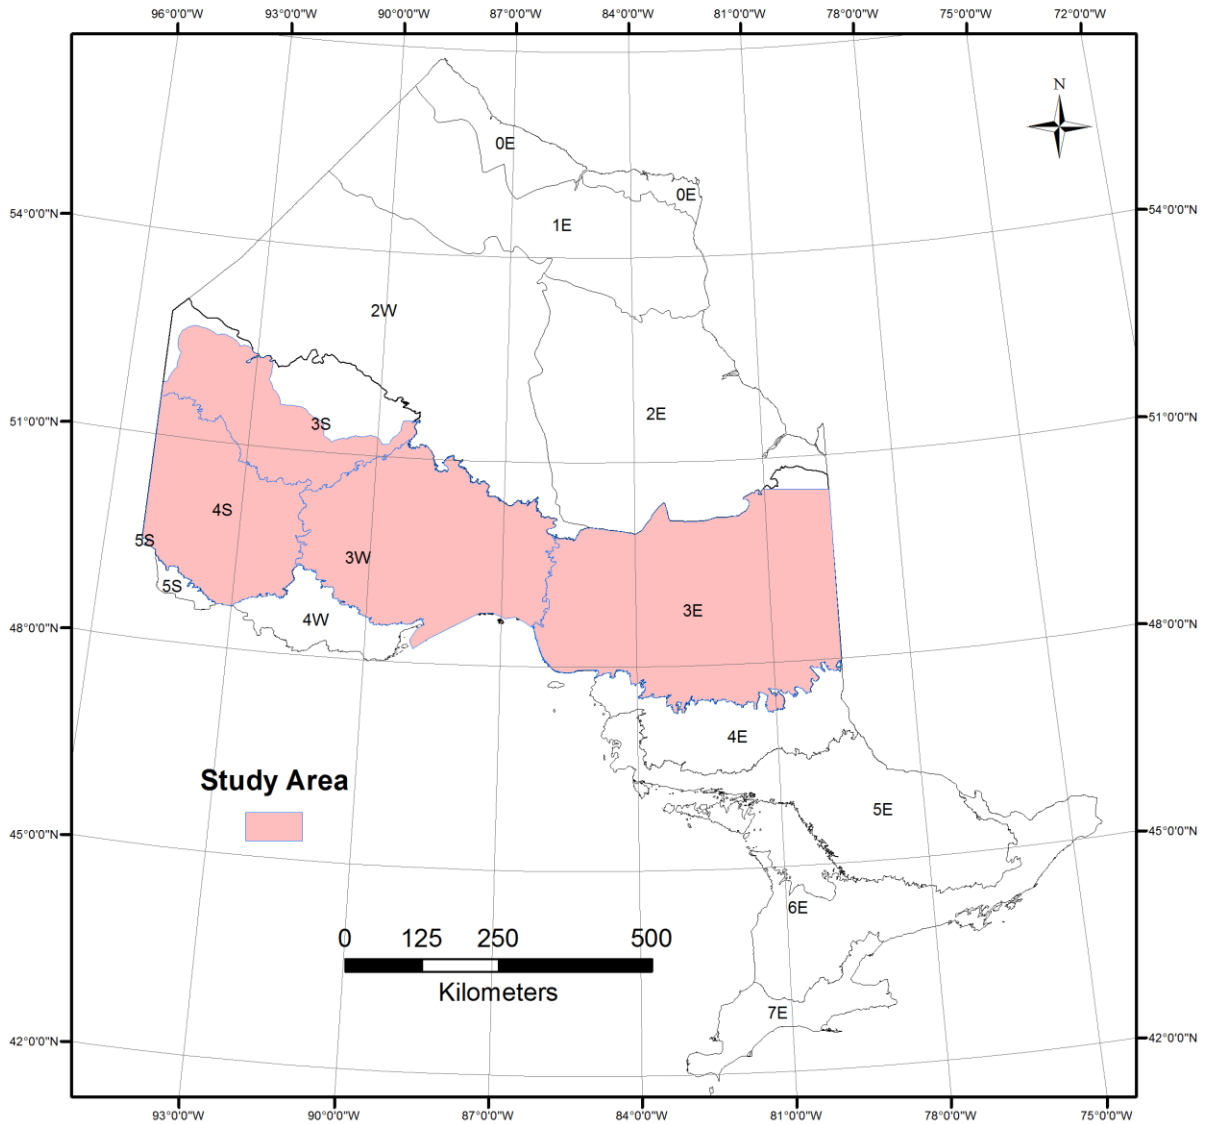 96°0'0"W 93°0'0"W 90°0'0"W 87°0'0"W 84°0'0"W 81°0'0"W 78°0'0"W 75°0'0"W 72°0'0"W
N
0E
0E
54°0'0"N 54°0'0"N
1E
2W
2E
51°0'0"N 51°0'0"N
3S
4S
5S
3W
5S
3E
4W
48°0'0"N 48°0'0"N
4E
Study Area
5E
45°0'0"N 45°0'0"N
6E
0 125 250 500
Kilometers
7E
42°0'0"N 42°0'0"N
93°0'0"W 90°0'0"W 87°0'0"W 84°0'0"W 81°0'0"W 78°0'0"W 75°0'0"W